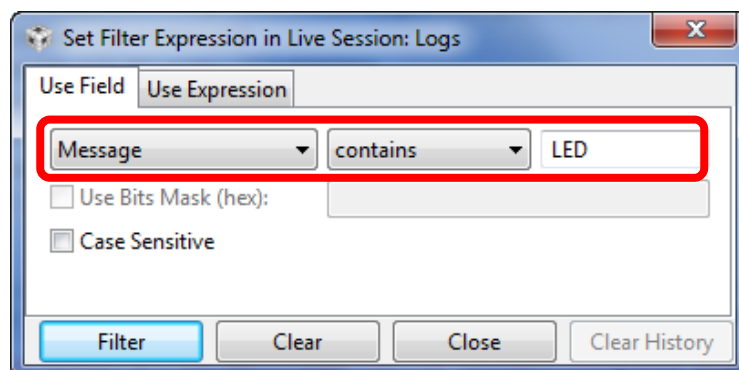 Set Filter Expression in Live Session: Logs
Use Field Use Expression
Message contains LED
Use Bits Mask (hex):
Case Sensitive
Filter Clear Close Clear History